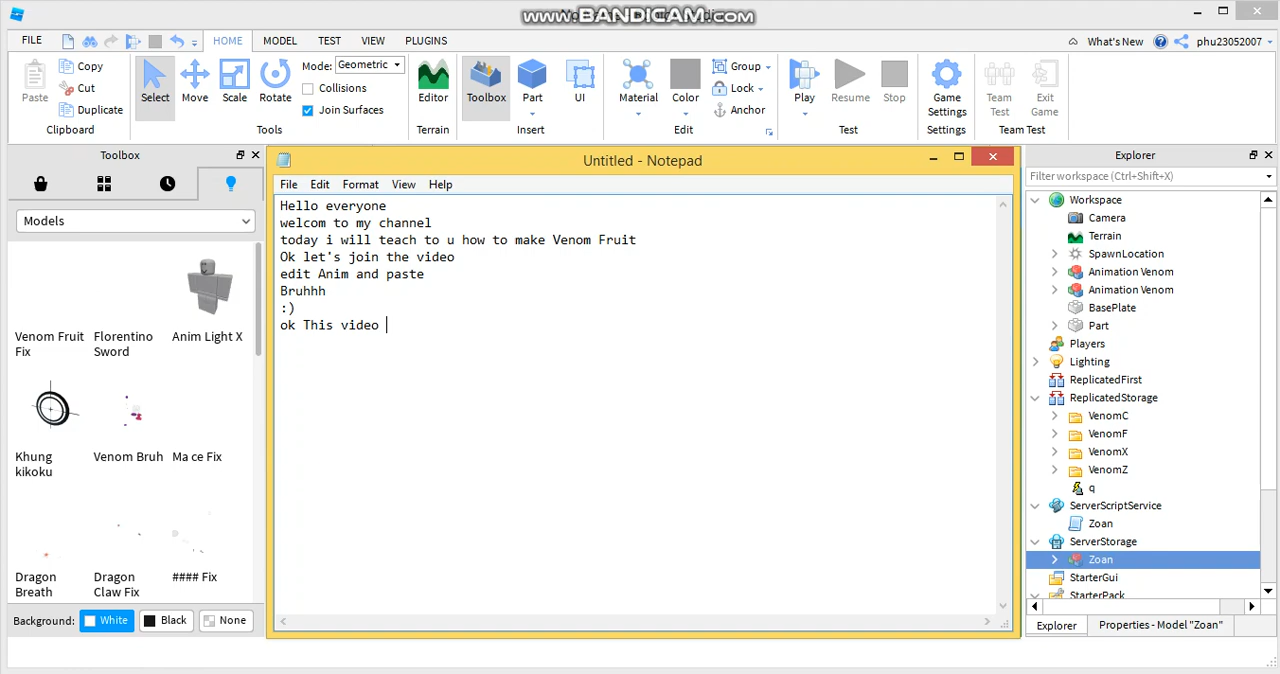 www.BANDICAM.com
FILE
HOME
MODEL
TEST
VIEW
PLUGINS
What's New
phu23052007
Paste
Copy
Cut
Duplicate
Clipboard
Select
Move
Scale
Rotate
Mode:
Geometric
Collisions
Join Surfaces
Tools
Editor
Terrain
Toolbox
Part
UI
Insert
Material
Color
Group
Lock
Anchor
Edit
Play
Resume
Stop
Test
Game
Settings
Settings
Team
Test
Exit
Game
Team Test
Toolbox
Models
Venom Fruit
Fix
Florentino
Sword
Anim Light X
Khung
kikoku
Venom Bruh
Ma ce Fix
Dragon
Breath
Dragon
Claw Fix
#### Fix
Background:
White
Black
None
Untitled - Notepad
File
Edit
Format
View
Help
Hello everyone
welcom to my channel
today i will teach to u how to make Venom Fruit
Ok let's join the video
edit Anim and paste
Bruhhh
:)
ok This video
Explorer
Filter workspace (Ctrl+Shift+X)
Workspace
Camera
Terrain
SpawnLocation
Animation Venom
Animation Venom
BasePlate
Part
Players
Lighting
ReplicatedFirst
ReplicatedStorage
VenomC
VenomF
VenomX
VenomZ
q
ServerScriptService
Zoan
ServerStorage
Zoan
StarterGui
StarterPack
Explorer
Properties - Model "Zoan"